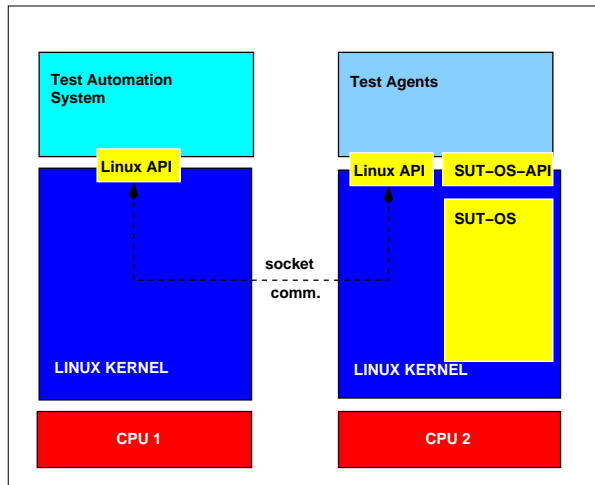 Test Automation
System
Linux API
LINUX KERNEL
CPU 1
socket
comm.
Test Agents
Linux API
SUT−OS−API
SUT−OS
LINUX KERNEL
CPU 2